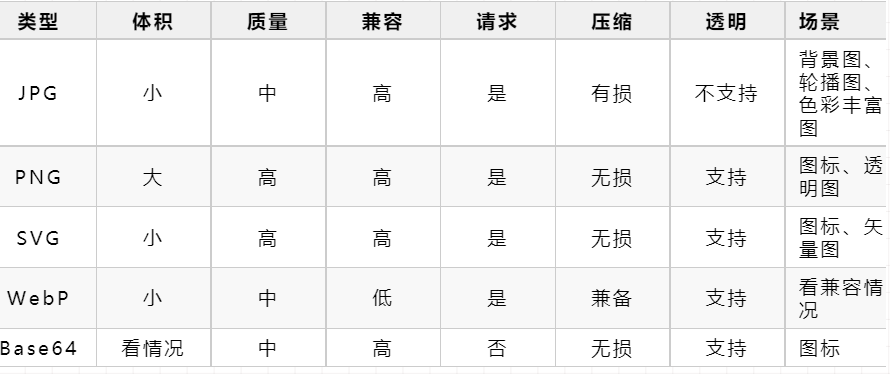 类型 体积 质量 兼容 请求 压缩 透明 场景
JPG 小 中 高 是 有损 不支持 背景图、
轮播图、
色彩丰富
图
PNG 大 高 高 是 无损 支持 图标、透
明图
SVG 小 高 高 是 无损 支持 图标、矢
量图
WebP 小 中 低 是 兼备 支持 看兼容情
况
Base64 看情况 中 高 否 无损 支持 图标